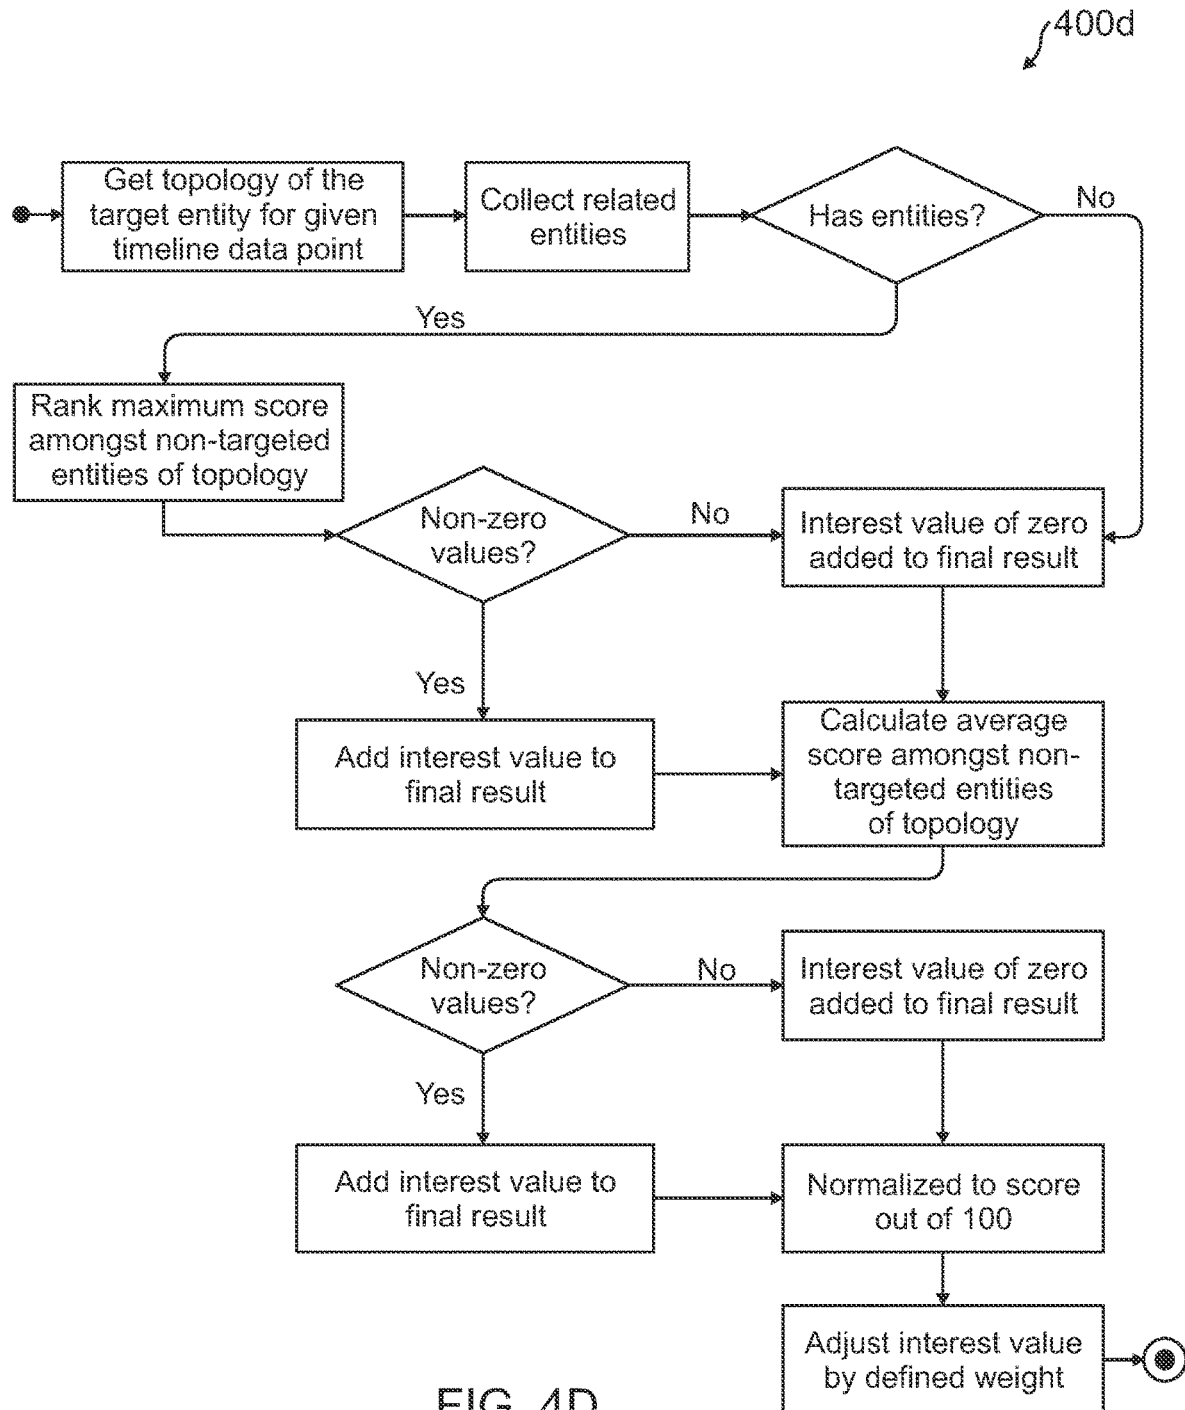 400d
Get topology of the
target entity for given
timeline data point
Collect related
entities
Has entities?
No
Yes
Rank maximum score
amongst non-targeted
entities of topology
Non-zero
values?
No
Interest value of zero
added to final result
Yes
Add interest value to
final result
Calculate average
score amongst non-
targeted entities
of topology
Non-zero
values?
No
Interest value of zero
added to final result
Yes
Add interest value to
final result
Normalized to score
out of 100
Adjust interest value
by defined weight
FIG. 4D